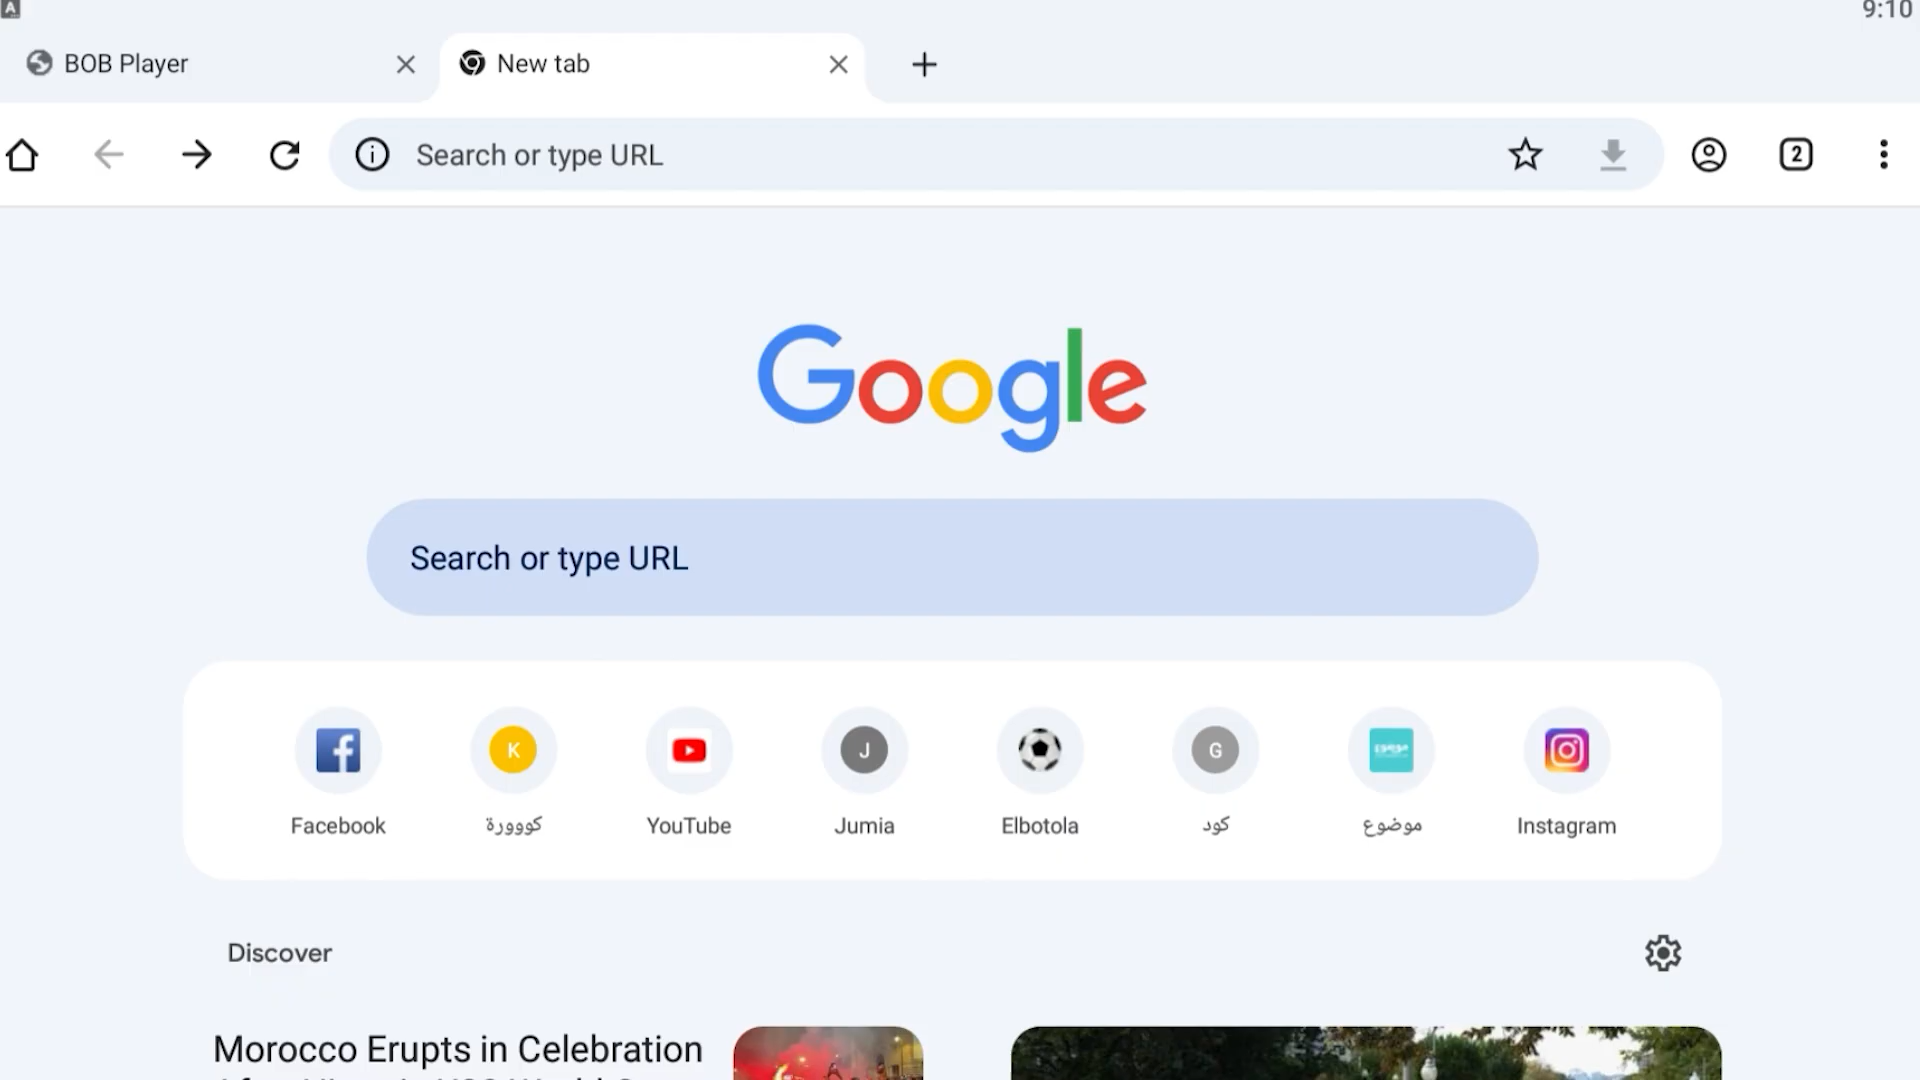 A
9:10
BOB Player
New tab
Search or type URL
2
Google
Search or type URL
K
J
G
موضوع
Facebook
كووورة
YouTube
Jumia
Elbotola
كود
موضوع
Instagram
Discover
Morocco Erupts in Celebration